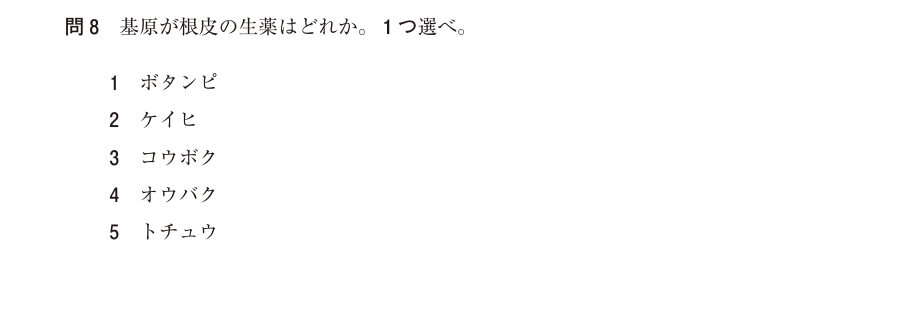 問8　基原が根皮の生薬はどれか。1つ選べ。
1　ボタンピ
2　ケイヒ
3　コウボク
4　オウバク
5　トチュウ